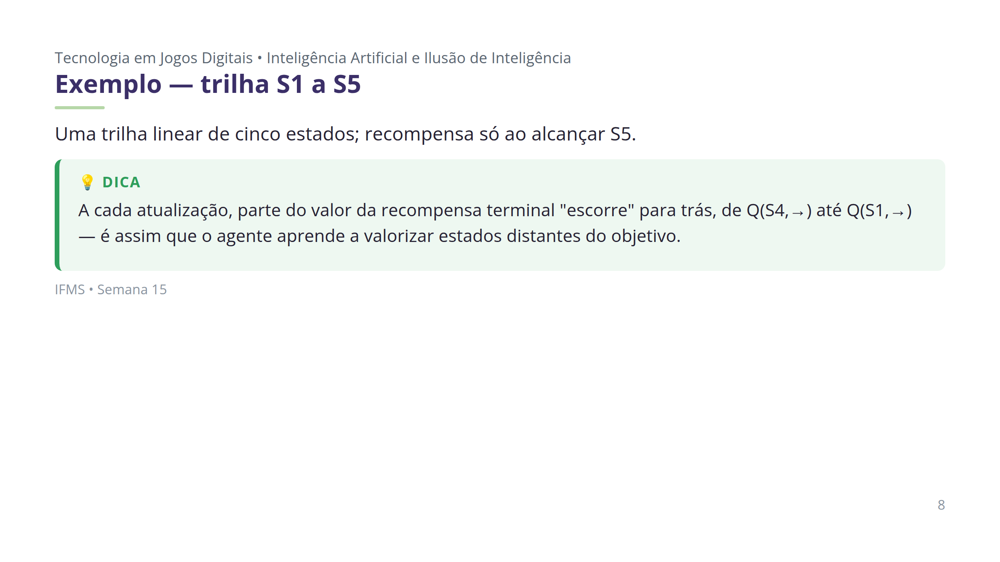 Tecnologia em Jogos Digitais • Inteligência Artificial e Ilusão de Inteligência
Exemplo — trilha S1 a S5
Uma trilha linear de cinco estados; recompensa só ao alcançar S5.
💡 DICA
A cada atualização, parte do valor da recompensa terminal "escorre" para trás, de Q(S4,→) até Q(S1,→)
— é assim que o agente aprende a valorizar estados distantes do objetivo.
IFMS • Semana 15
8